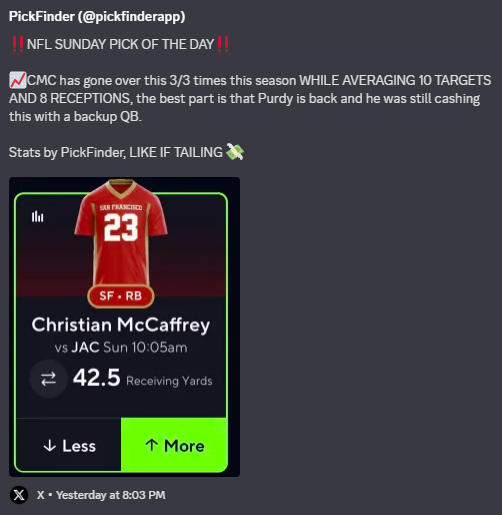 PickFinder (@pickfinderapp)
‼️NFL SUNDAY PICK OF THE DAY‼️
📈CMC has gone over this 3/3 times this season WHILE AVERAGING 10 TARGETS
AND 8 RECEPTIONS, the best part is that Purdy is back and he was still cashing
this with a backup QB.
Stats by PickFinder, LIKE IF TAILING 💸
SAN FRANCISCO
23
SF • RB
Christian McCaffrey
vs JAC Sun 10:05am
42.5 Receiving Yards
↓ Less
↑ More
X • Yesterday at 8:03 PM